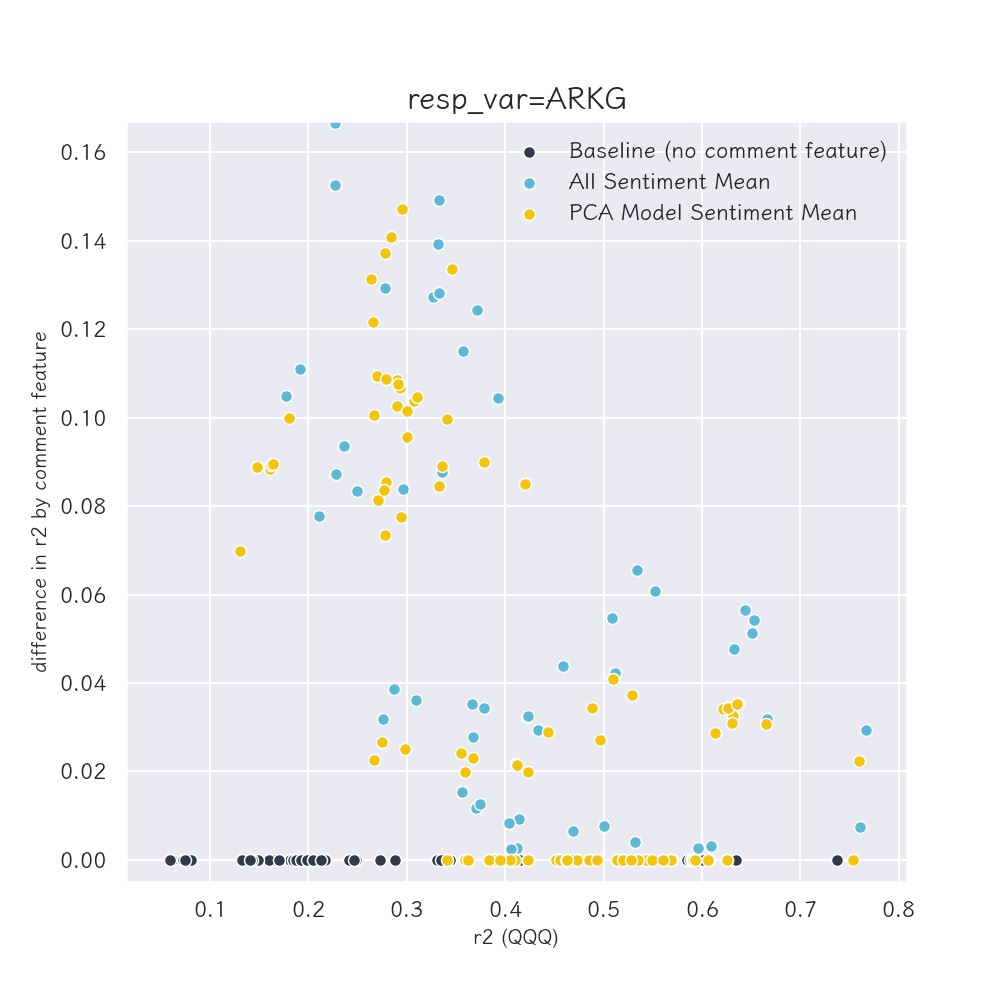 resp_var=ARKG
Baseline (no comment feature)
All Sentiment Mean
PCA Model Sentiment Mean
difference in r2 by comment feature
0.16
0.14
0.12
0.10
0.08
0.06
0.04
0.02
0.00
0.1 0.2 0.3 0.4 0.5 0.6 0.7 0.8
r2 (QQQ)